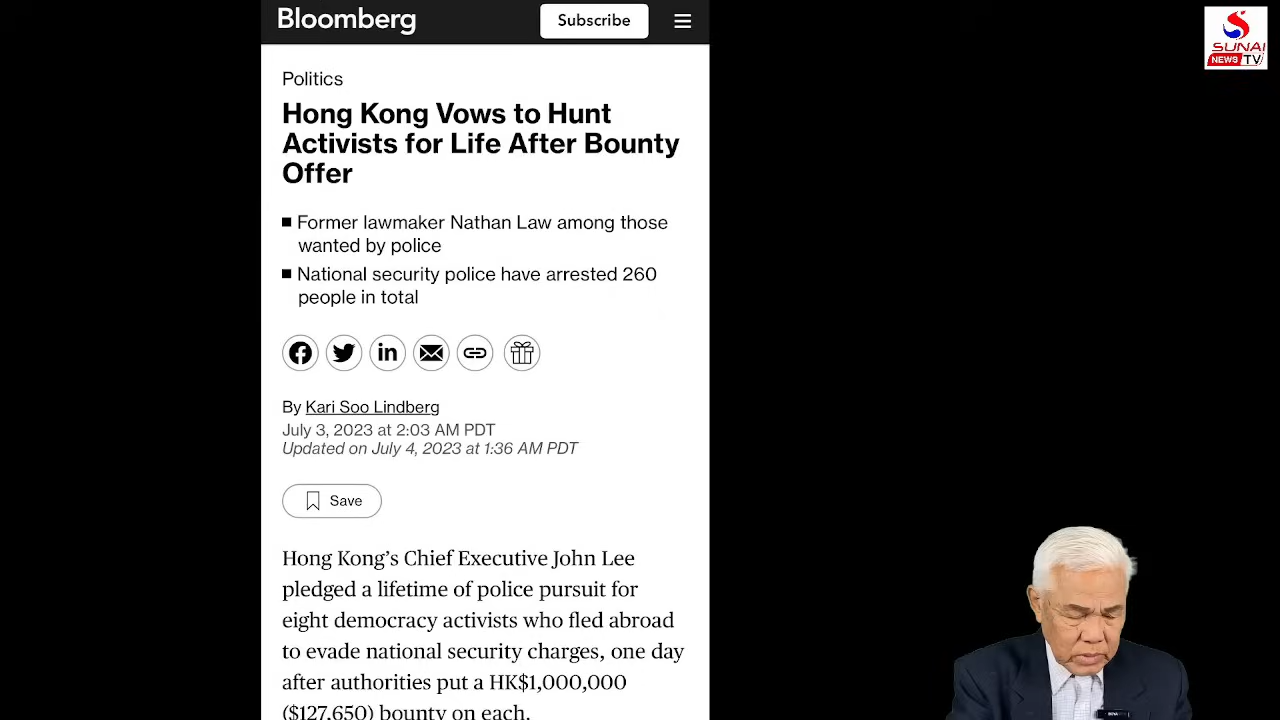 Bloomberg
Subscribe
SUNAI
NEWS TV
Politics
Hong Kong Vows to Hunt
Activists for Life After Bounty
Offer
Former lawmaker Nathan Law among those
wanted by police
National security police have arrested 260
people in total
By Kari Soo Lindberg
July 3, 2023 at 2:03 AM PDT
Updated on July 4, 2023 at 1:36 AM PDT
Save
Hong Kong’s Chief Executive John Lee
pledged a lifetime of police pursuit for
eight democracy activists who fled abroad
to evade national security charges, one day
after authorities put a HK$1,000,000
($127,650) bounty on each.